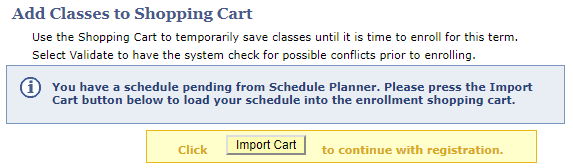 Add Classes to Shopping Cart
Use the Shopping Cart to temporarily save classes until it is time to enroll for this term.
Select Validate to have the system check for possible conflicts prior to enrolling.
You have a schedule pending from Schedule Planner. Please press the Import
Cart button below to load your schedule into the enrollment shopping cart.
Click Import Cart to continue with registration.